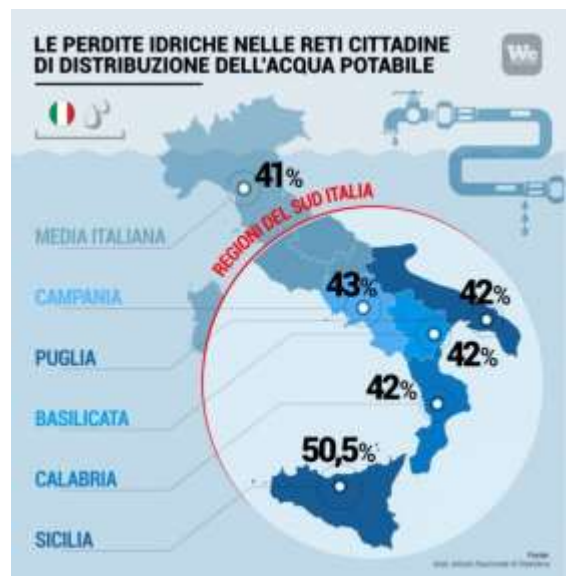 LE PERDITE IDRICHE NELLE RETI CITTADINE
DI DISTRIBUZIONE DELL'ACQUA POTABILE
We
41%
REGIONI DEL SUD ITALIA
MEDIA ITALIANA
CAMPANIA
43%
42%
PUGLIA
42%
BASILICATA
42%
CALABRIA
50,5%
SICILIA